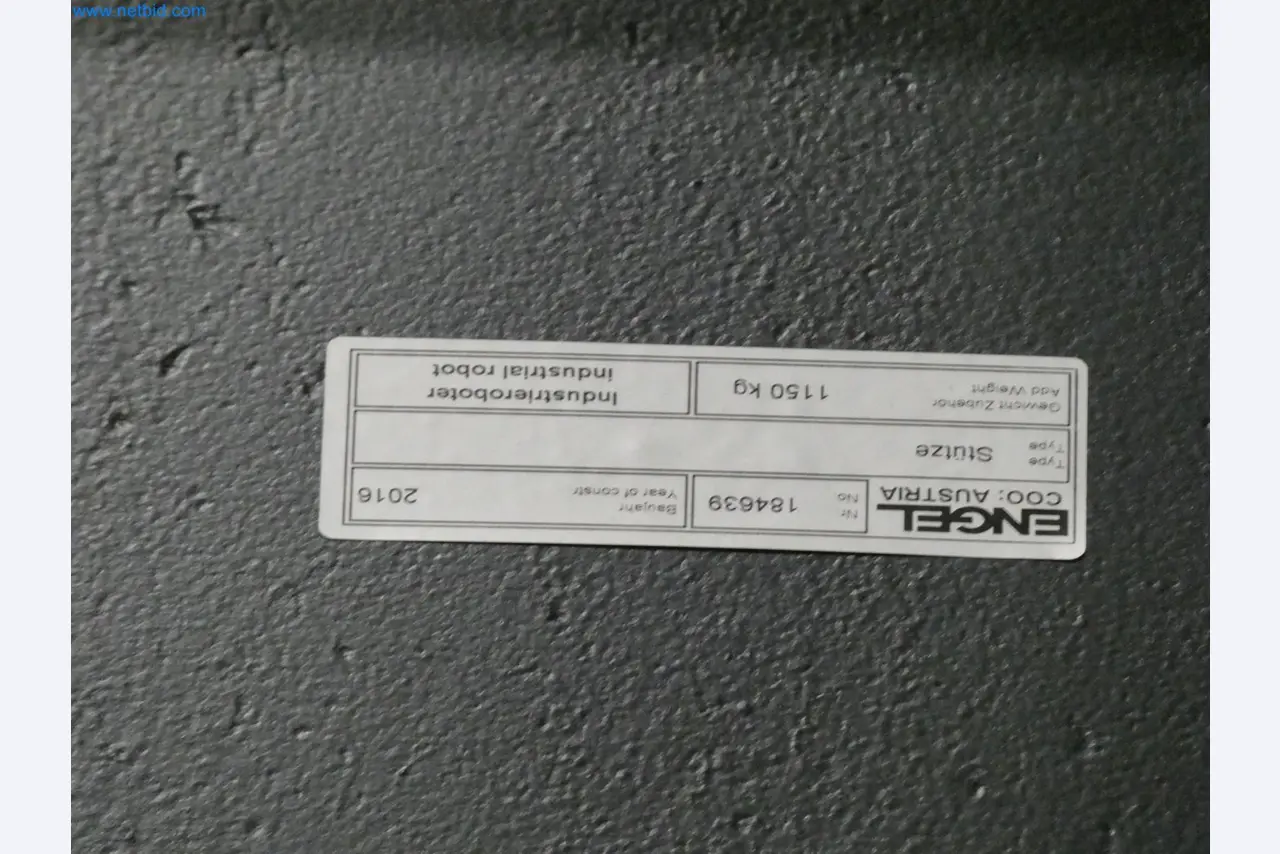 www.netbid.com
ENGEL
COO: AUSTRIA
Nr
No
184639
Baujahr
Year of constr
2016
Type
Type
Stütze
Gewicht Zubehör
Add Weight
1150 kg
Industrieroboter
industrial robot